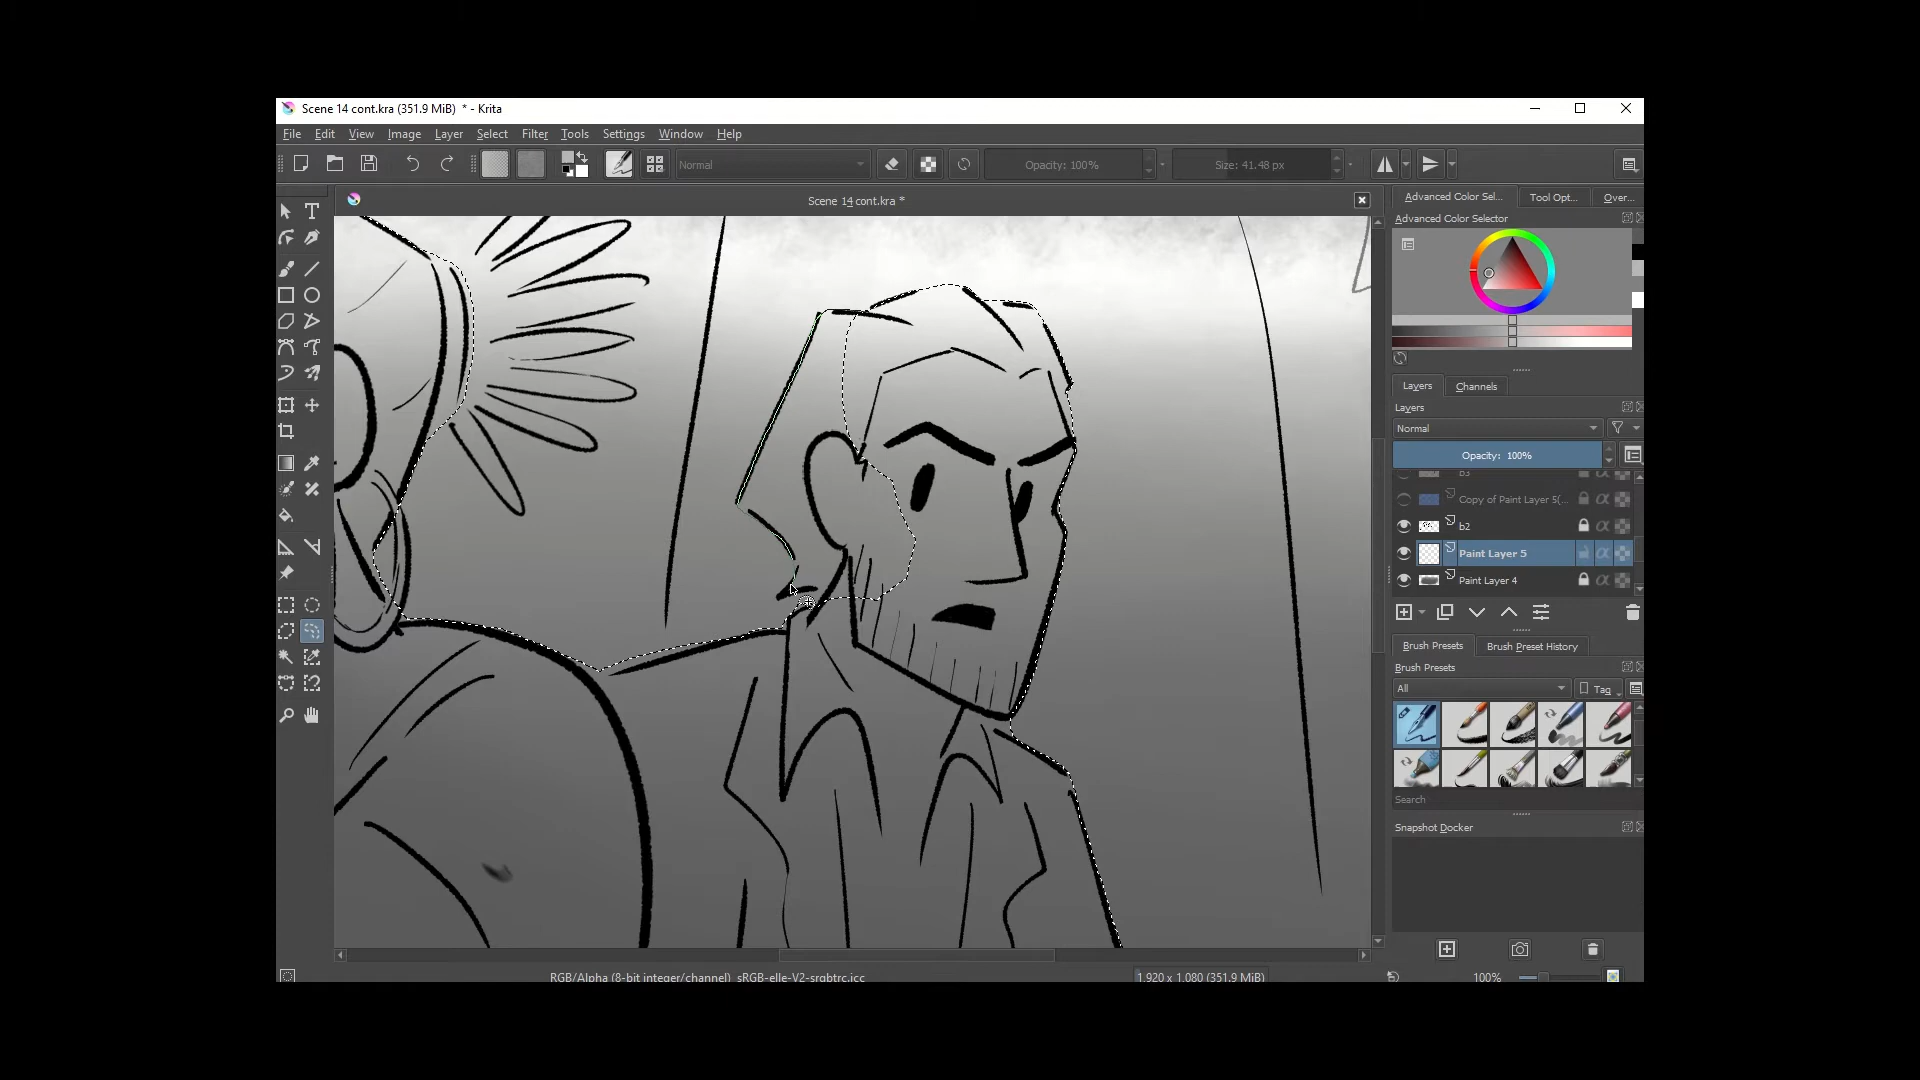 Scene 14 cont.kra (351.9 MiB) * - Krita
File Edit View Image Layer Select Filter Tools Settings Window Help
Normal
Opacity: 100%
Size: 41.48 px
Scene 14 cont.kra *
Advanced Color Sel...
Tool Opt...
Over...
Advanced Color Selector
Layers
Channels
Layers
Normal
Opacity: 100%
b3
Copy of Paint Layer 5(...
b2
Paint Layer 5
Paint Layer 4
Brush Presets
Brush Preset History
Brush Presets
All
Tag
Search
Snapshot Docker
RGB/Alpha (8-bit integer/channel) sRGB-elle-V2-srgbtrc.icc
1,920 x 1,080 (351.9 MiB)
100%